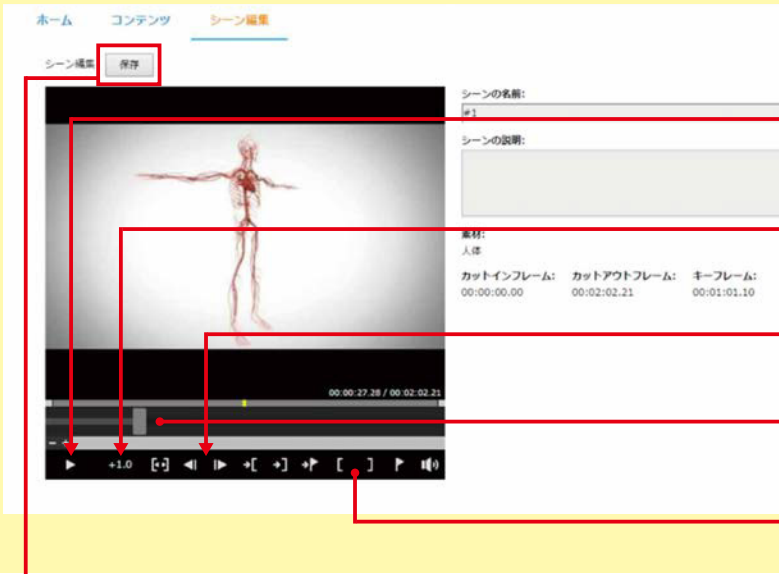 ホーム コンテンツ シーン編集
シーン編集 保存
シーンの名前:
#1
シーンの説明:
素材:
人体
カットインフレーム: カットアウトフレーム: キーフレーム:
00:00:00.00 00:02:02.21 00:01:01.10
00:00:27.28 / 00:02:02.21
+1.0